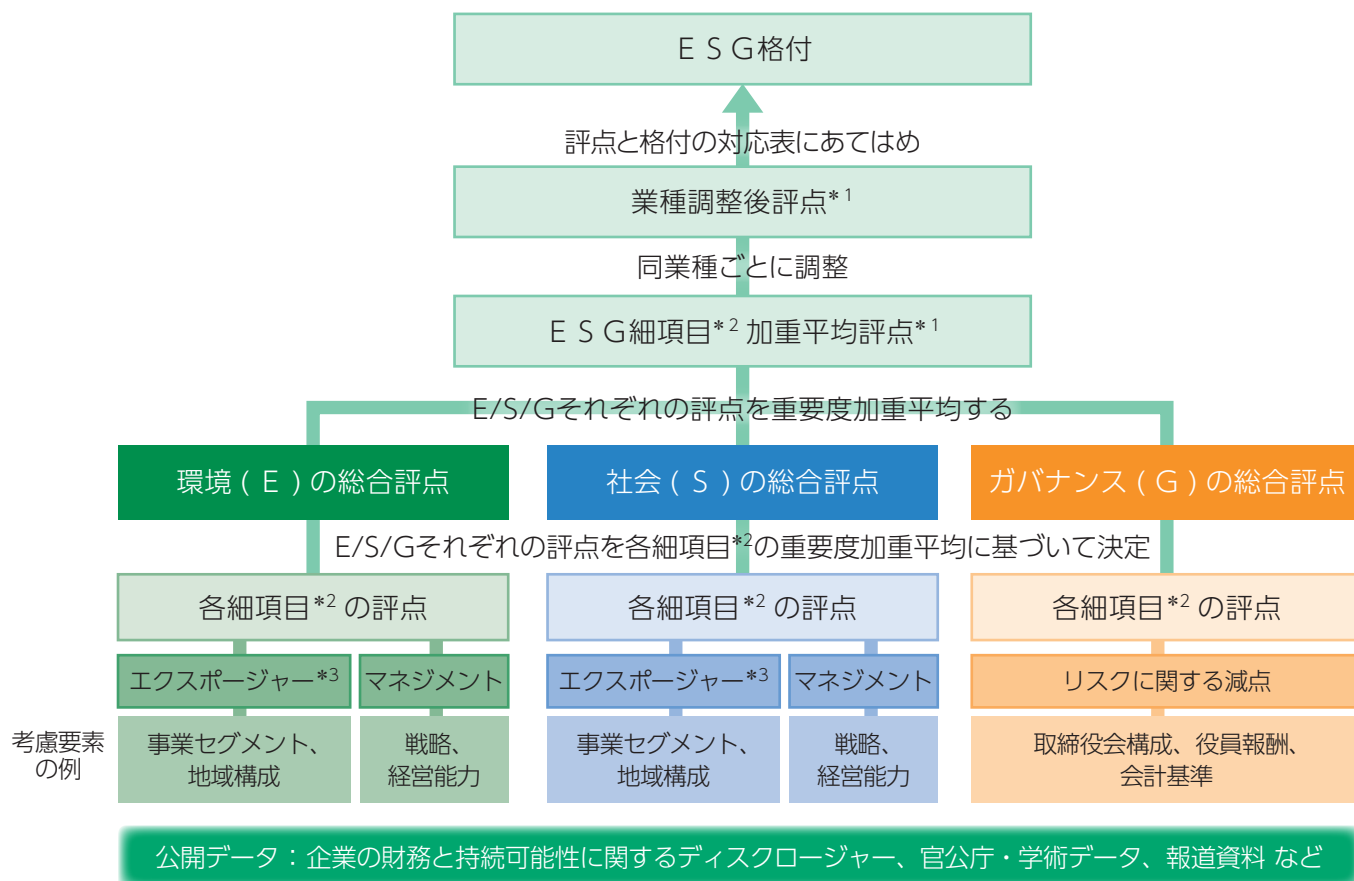 ESG格付
評点と格付の対応表にあてはめ
業種調整後評点*1
同業種ごとに調整
ESG細項目*2 加重平均評点*1
E/S/Gそれぞれの評点を重要度加重平均する
環境(E)の総合評点
社会(S)の総合評点
ガバナンス(G)の総合評点
E/S/Gそれぞれの評点を各細項目*2の重要度加重平均に基づいて決定
各細項目*2 の評点
各細項目*2 の評点
各細項目*2 の評点
エクスポージャー*3
マネジメント
エクスポージャー*3
マネジメント
リスクに関する減点
考慮要素
の例
事業セグメント、
地域構成
戦略、
経営能力
事業セグメント、
地域構成
戦略、
経営能力
取締役会構成、役員報酬、
会計基準
公開データ：企業の財務と持続可能性に関するディスクロージャー、官公庁・学術データ、報道資料 など